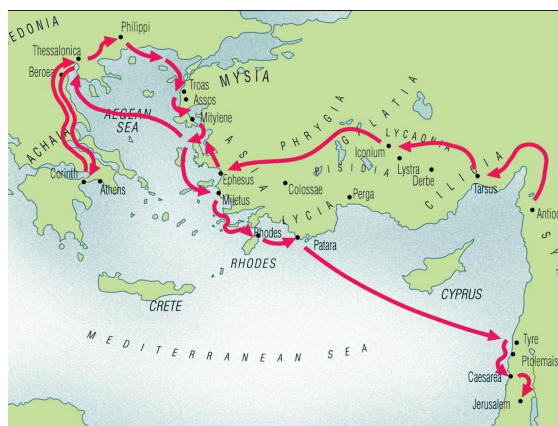 EDONIA
Philippi
Thessalonica
Beroea
MYSIA
Troas
Assos
AEGEAN
SEA
Mitylene
ACHAIA
ASIA
PHRYGIA
GALATIA
LYCAONIA
Iconium
Lystra
PISIDIA
Derbe
CILICIA
Tarsus
Corinth
Athens
Ephesus
Colossae
Perga
Miletus
LYCIA
Antioc
Rhodes
RHODES
Patara
CYPRUS
CRETE
MEDITERRANEAN SEA
Tyre
Ptolemais
Caesarea
Jerusalem